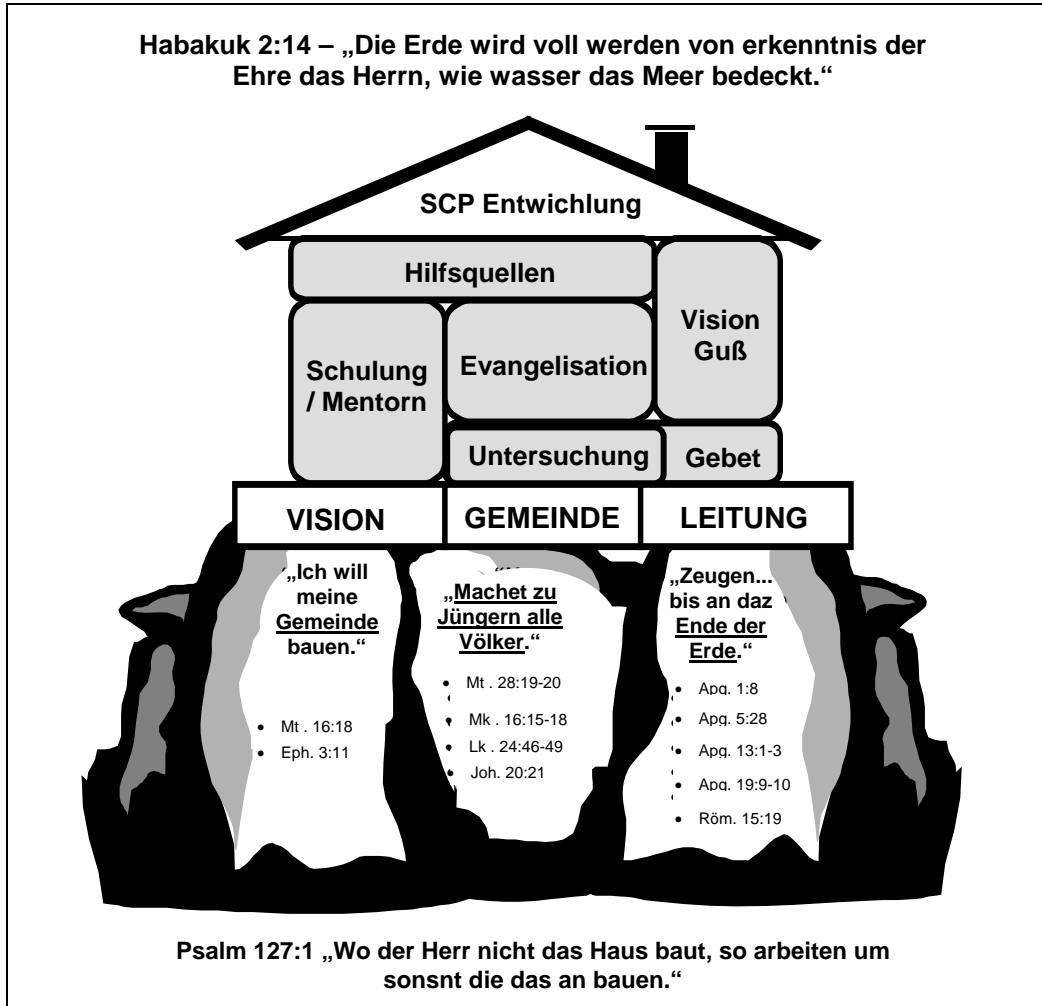 Habakuk 2:14 – „Die Erde wird voll werden von erkenntnis der
Ehre das Herrn, wie wasser das Meer bedeckt.“
SCP Entwichlung
Hilfsquellen
Vision
Guß
Schulung
/ Mentorn
Evangelisation
Untersuchung
Gebet
VISION
GEMEINDE
LEITUNG
„Ich will
meine
Gemeinde
bauen.“
• Mt . 16:18
• Eph. 3:11
„Machet zu
Jüngern alle
Völker.“
• Mt . 28:19-20
• Mk . 16:15-18
• Lk . 24:46-49
• Joh. 20:21
„Zeugen...
bis an daz
Ende der
Erde.“
• Apg. 1:8
• Apg. 5:28
• Apg. 13:1-3
• Apg. 19:9-10
• Röm. 15:19
Psalm 127:1 „Wo der Herr nicht das Haus baut, so arbeiten um
sonsnt die das an bauen.“